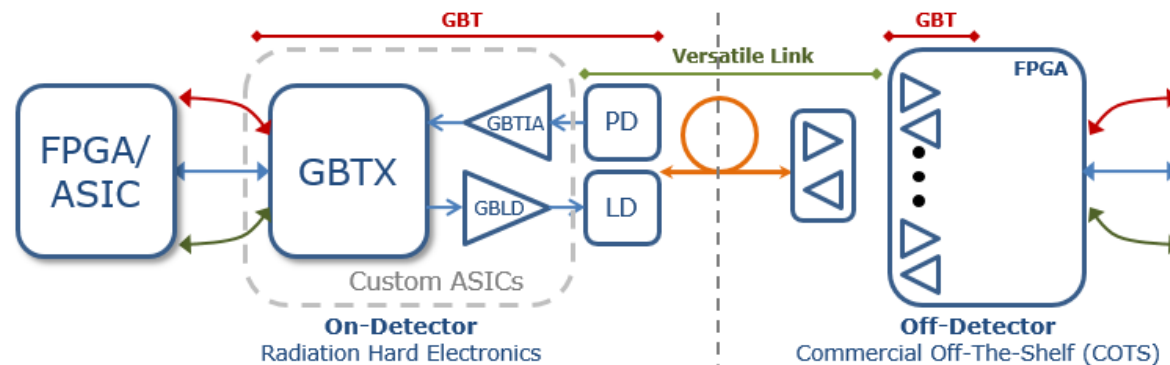 GBT
GBT
Versatile Link
FPGA
FPGA/
ASIC
GBTX
GBTIA
PD
GBLD
LD
Custom ASICs
On-Detector
Radiation Hard Electronics
Off-Detector
Commercial Off-The-Shelf (COTS)